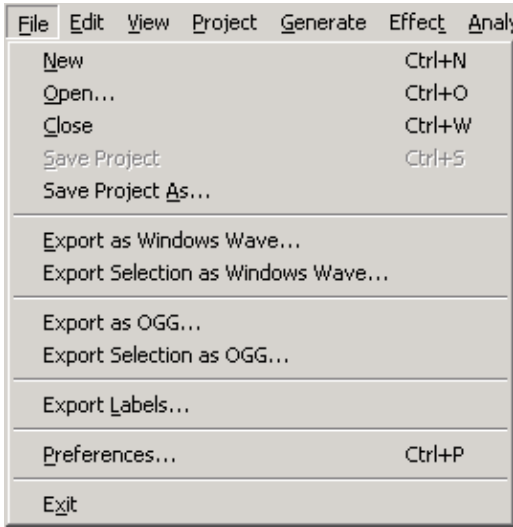 File Edit View Project Generate Effect
New Ctrl+N
Open... Ctrl+O
Close Ctrl+W
Save Project Ctrl+S
Save Project As...
Export as Windows Wave...
Export Selection as Windows Wave...
Export as OGG...
Export Selection as OGG...
Export Labels...
Preferences... Ctrl+P
Exit